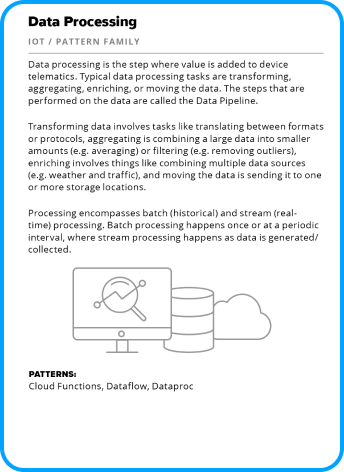 Data Processing
IOT / PATTERN FAMILY
Data processing is the step where value is added to device
telematics. Typical data processing tasks are transforming,
aggregating, enriching, or moving the data. The steps that are
performed on the data are called the Data Pipeline.
Transforming data involves tasks like translating between formats
or protocols, aggregating is combining a large data into smaller
amounts (e.g. averaging) or filtering (e.g. removing outliers),
enriching involves things like combining multiple data sources
(e.g. weather and traffic), and moving the data is sending it to one
or more storage locations.
Processing encompasses batch (historical) and stream (real-
time) processing. Batch processing happens once or at a periodic
interval, where stream processing happens as data is generated/
collected.
PATTERNS:
Cloud Functions, Dataflow, Dataproc